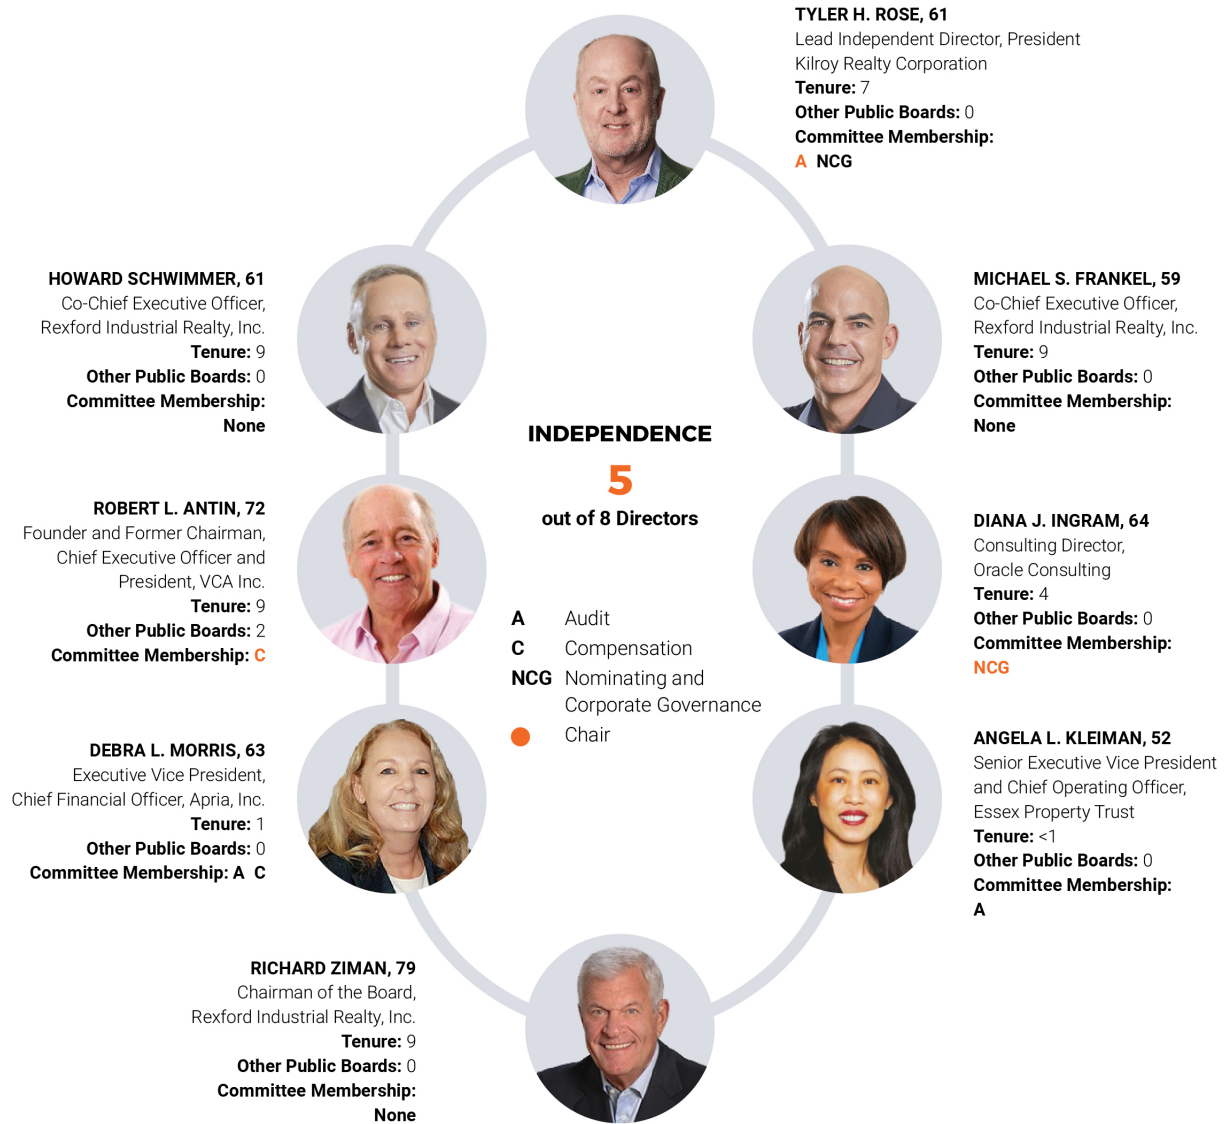 TYLER H. ROSE, 61
Lead Independent Director, President
Kilroy Realty Corporation
Tenure: 7
Other Public Boards: 0
Committee Membership:
A NCG
HOWARD SCHWIMMER, 61
Co-Chief Executive Officer,
Rexford Industrial Realty, Inc.
Tenure: 9
Other Public Boards: 0
Committee Membership:
None
MICHAEL S. FRANKEL, 59
Co-Chief Executive Officer,
Rexford Industrial Realty, Inc.
Tenure: 9
Other Public Boards: 0
Committee Membership:
None
INDEPENDENCE
5
out of 8 Directors
ROBERT L. ANTIN, 72
Founder and Former Chairman,
Chief Executive Officer and
President, VCA Inc.
Tenure: 9
Other Public Boards: 2
Committee Membership: C
DIANA J. INGRAM, 64
Consulting Director,
Oracle Consulting
Tenure: 4
Other Public Boards: 0
Committee Membership:
NCG
A Audit
C Compensation
NCG Nominating and
Corporate Governance
Chair
DEBRA L. MORRIS, 63
Executive Vice President,
Chief Financial Officer, Apria, Inc.
Tenure: 1
Other Public Boards: 0
Committee Membership: A C
ANGELA L. KLEIMAN, 52
Senior Executive Vice President
and Chief Operating Officer,
Essex Property Trust
Tenure: <1
Other Public Boards: 0
Committee Membership:
A
RICHARD ZIMAN, 79
Chairman of the Board,
Rexford Industrial Realty, Inc.
Tenure: 9
Other Public Boards: 0
Committee Membership:
None